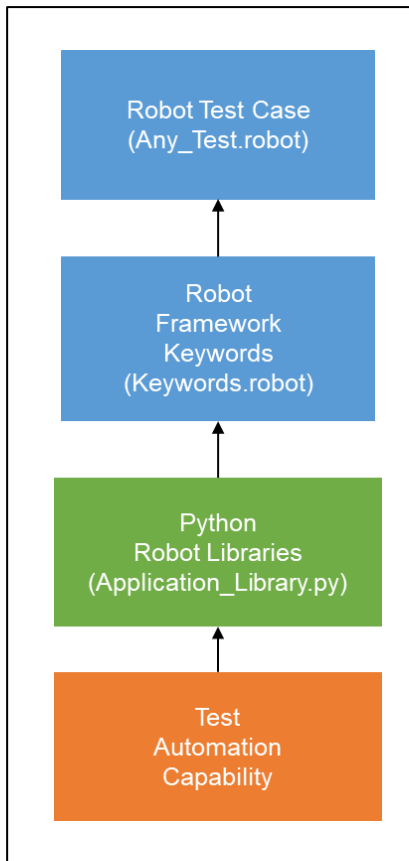 Robot Test Case
(Any_Test.robot)
Robot
Framework
Keywords
(Keywords.robot)
Python
Robot Libraries
(Application_Library.py)
Test
Automation
Capability